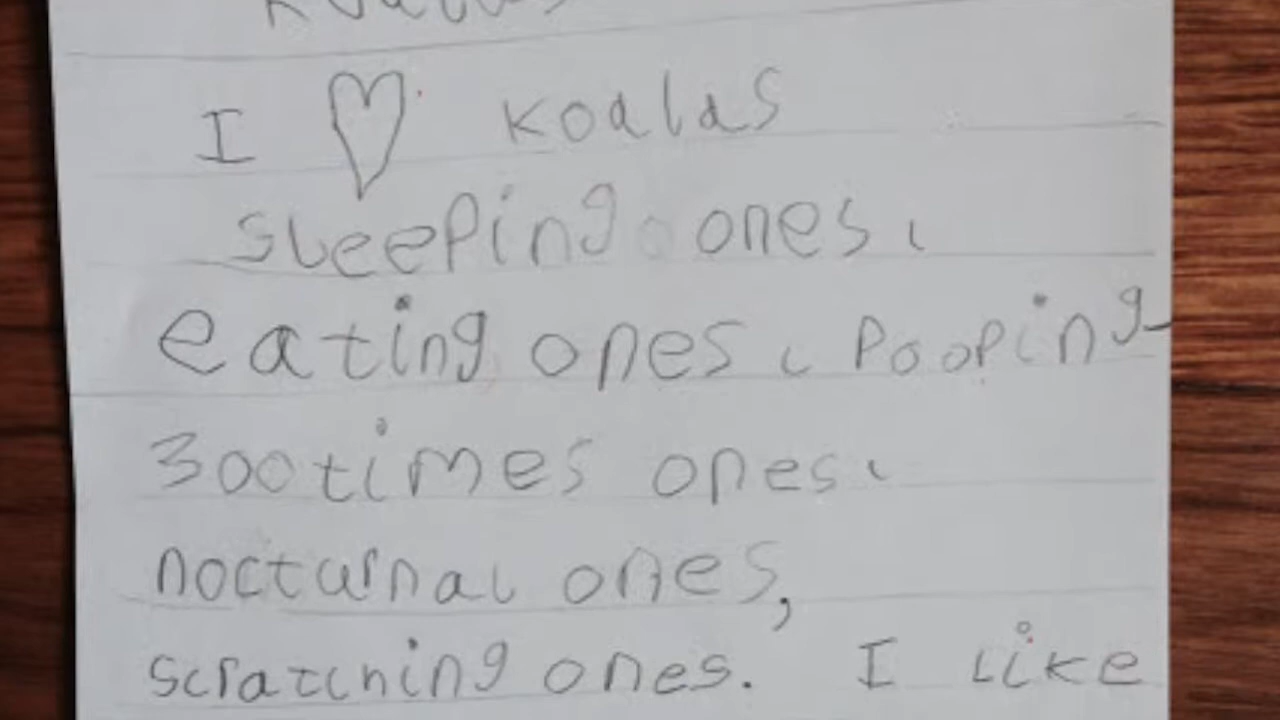 I ♡ Koalas
sleeping ones,
eating ones, Pooping
300times ones,
nocturnal ones,
scratching ones. I like